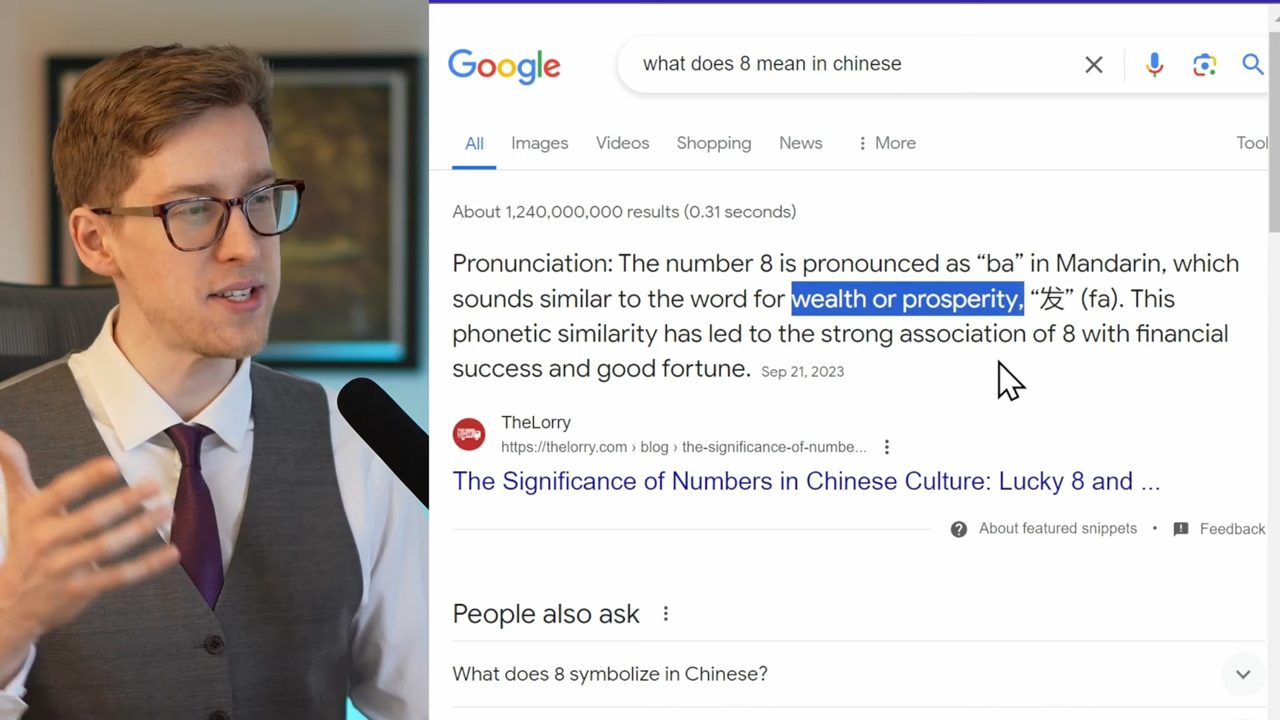 Google
what does 8 mean in chinese
All Images Videos Shopping News More Tool
About 1,240,000,000 results (0.31 seconds)
Pronunciation: The number 8 is pronounced as “ba” in Mandarin, which
sounds similar to the word for wealth or prosperity, “发” (fa). This
phonetic similarity has led to the strong association of 8 with financial
success and good fortune. Sep 21, 2023
TheLorry
https://thelorry.com › blog › the-significance-of-numbe...
The Significance of Numbers in Chinese Culture: Lucky 8 and ...
About featured snippets • Feedback
People also ask
What does 8 symbolize in Chinese?